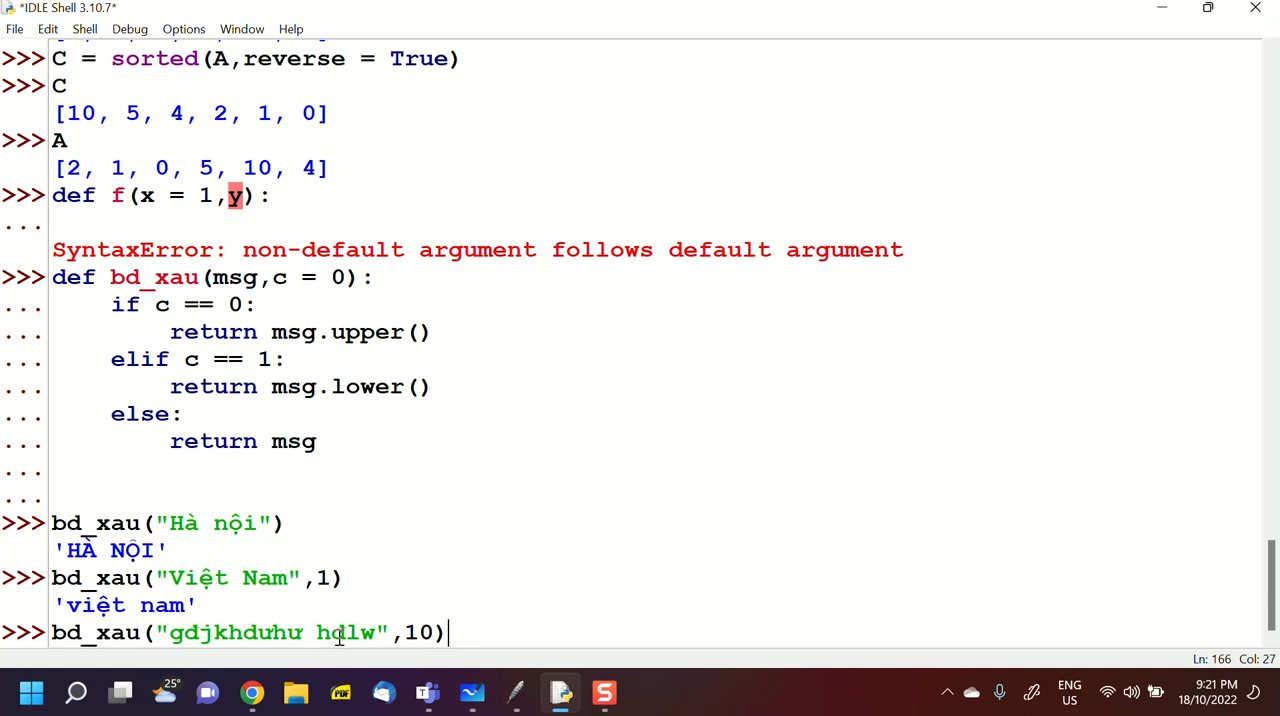 *IDLE Shell 3.10.7*
File Edit Shell Debug Options Window Help
>>> C = sorted(A,reverse = True)
>>> C
[10, 5, 4, 2, 1, 0]
>>> A
[2, 1, 0, 5, 10, 4]
>>> def f(x = 1,y):
...
SyntaxError: non-default argument follows default argument
>>> def bd_xau(msg,c = 0):
... if c == 0:
... return msg.upper()
... elif c == 1:
... return msg.lower()
... else:
... return msg
...
...
>>> bd_xau("Hà nội")
'HÀ NỘI'
>>> bd_xau("Việt Nam",1)
'việt nam'
>>> bd_xau("gdjkhdưhư hdlw",10)
Ln: 166 Col: 27
25°
PDF
S
ENG
US
9:21 PM
18/10/2022